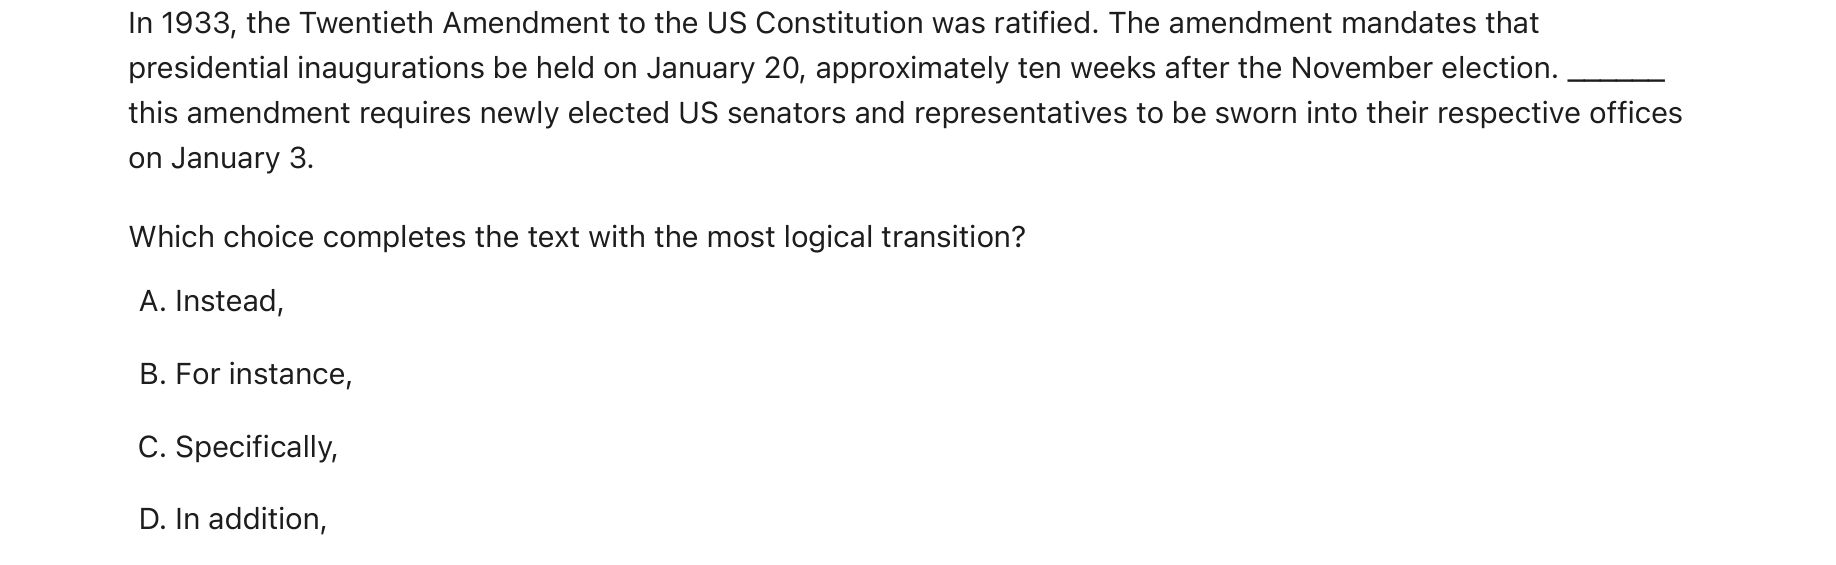 In 1933, the Twentieth Amendment to the US Constitution was ratified. The amendment mandates that
presidential inaugurations be held on January 20, approximately ten weeks after the November election. ______
this amendment requires newly elected US senators and representatives to be sworn into their respective offices
on January 3.
Which choice completes the text with the most logical transition?
A. Instead,
B. For instance,
C. Specifically,
D. In addition,